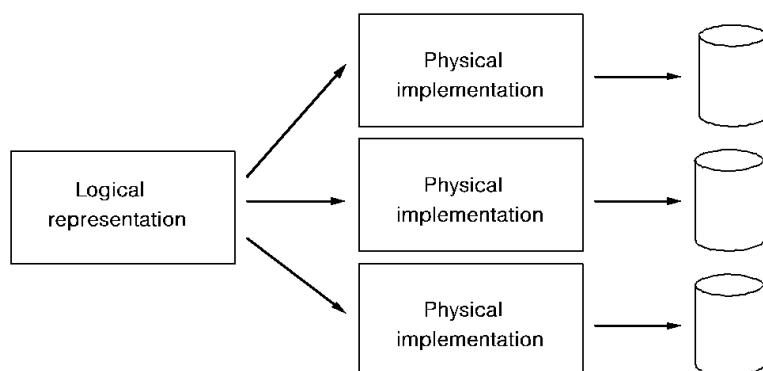 Logical
representation
Physical
implementation
Physical
implementation
Physical
implementation